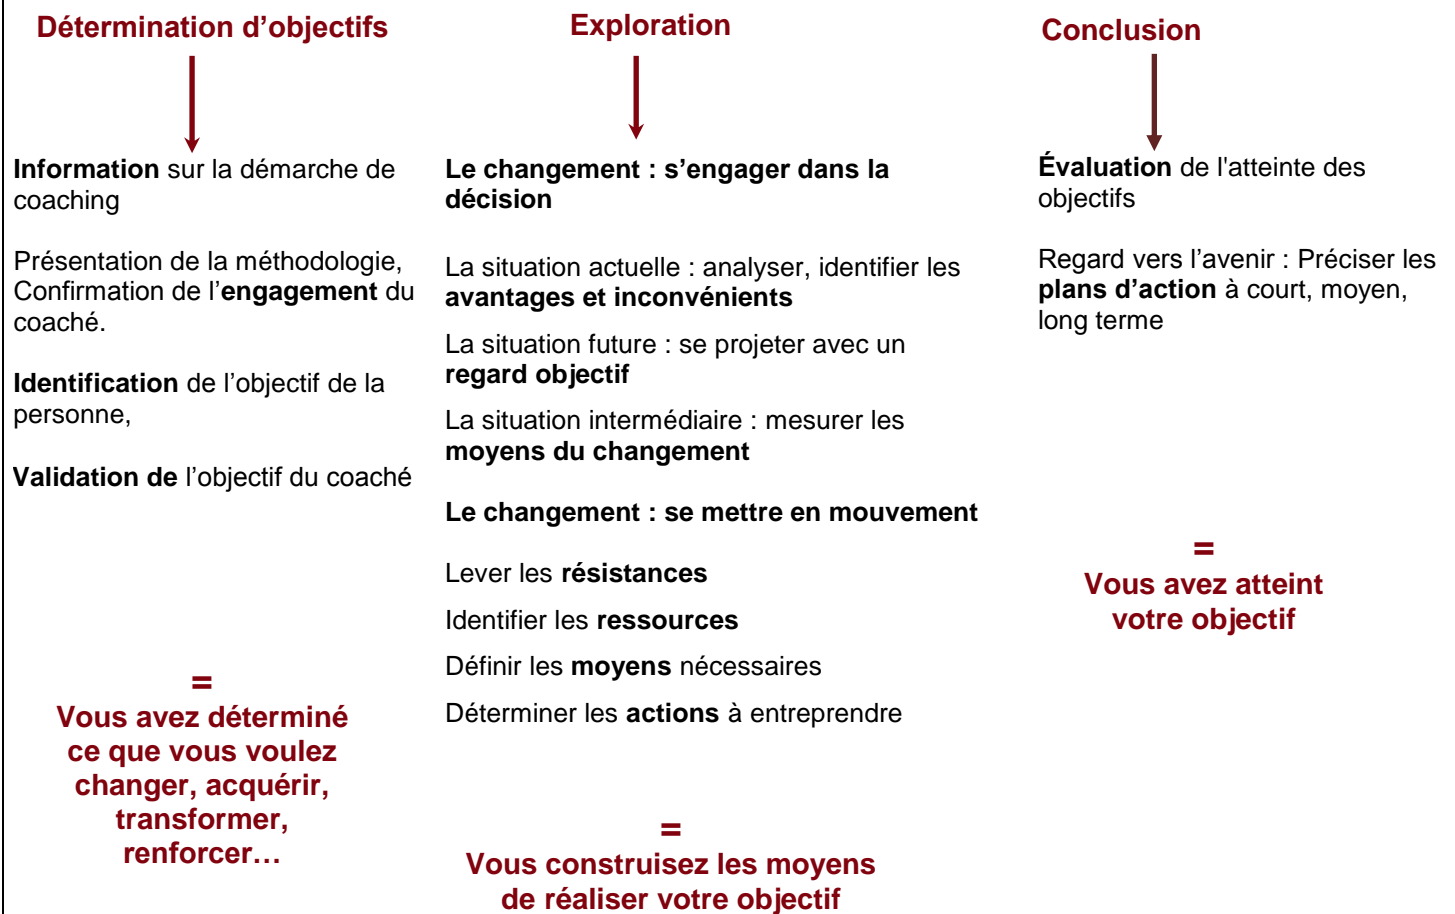 Détermination d’objectifs
Information sur la démarche de
coaching
Présentation de la méthodologie,
Confirmation de l’engagement du
coaché.
Identification de l’objectif de la
personne,
Validation de l’objectif du coaché
=
Vous avez déterminé
ce que vous voulez
changer, acquérir,
transformer,
renforcer…
Exploration
Le changement : s’engager dans la
décision
La situation actuelle : analyser, identifier les
avantages et inconvénients
La situation future : se projeter avec un
regard objectif
La situation intermédiaire : mesurer les
moyens du changement
Le changement : se mettre en mouvement
Lever les résistances
Identifier les ressources
Définir les moyens nécessaires
Déterminer les actions à entreprendre
=
Vous construisez les moyens
de réaliser votre objectif
Conclusion
Évaluation de l'atteinte des
objectifs
Regard vers l’avenir : Préciser les
plans d’action à court, moyen,
long terme
=
Vous avez atteint
votre objectif